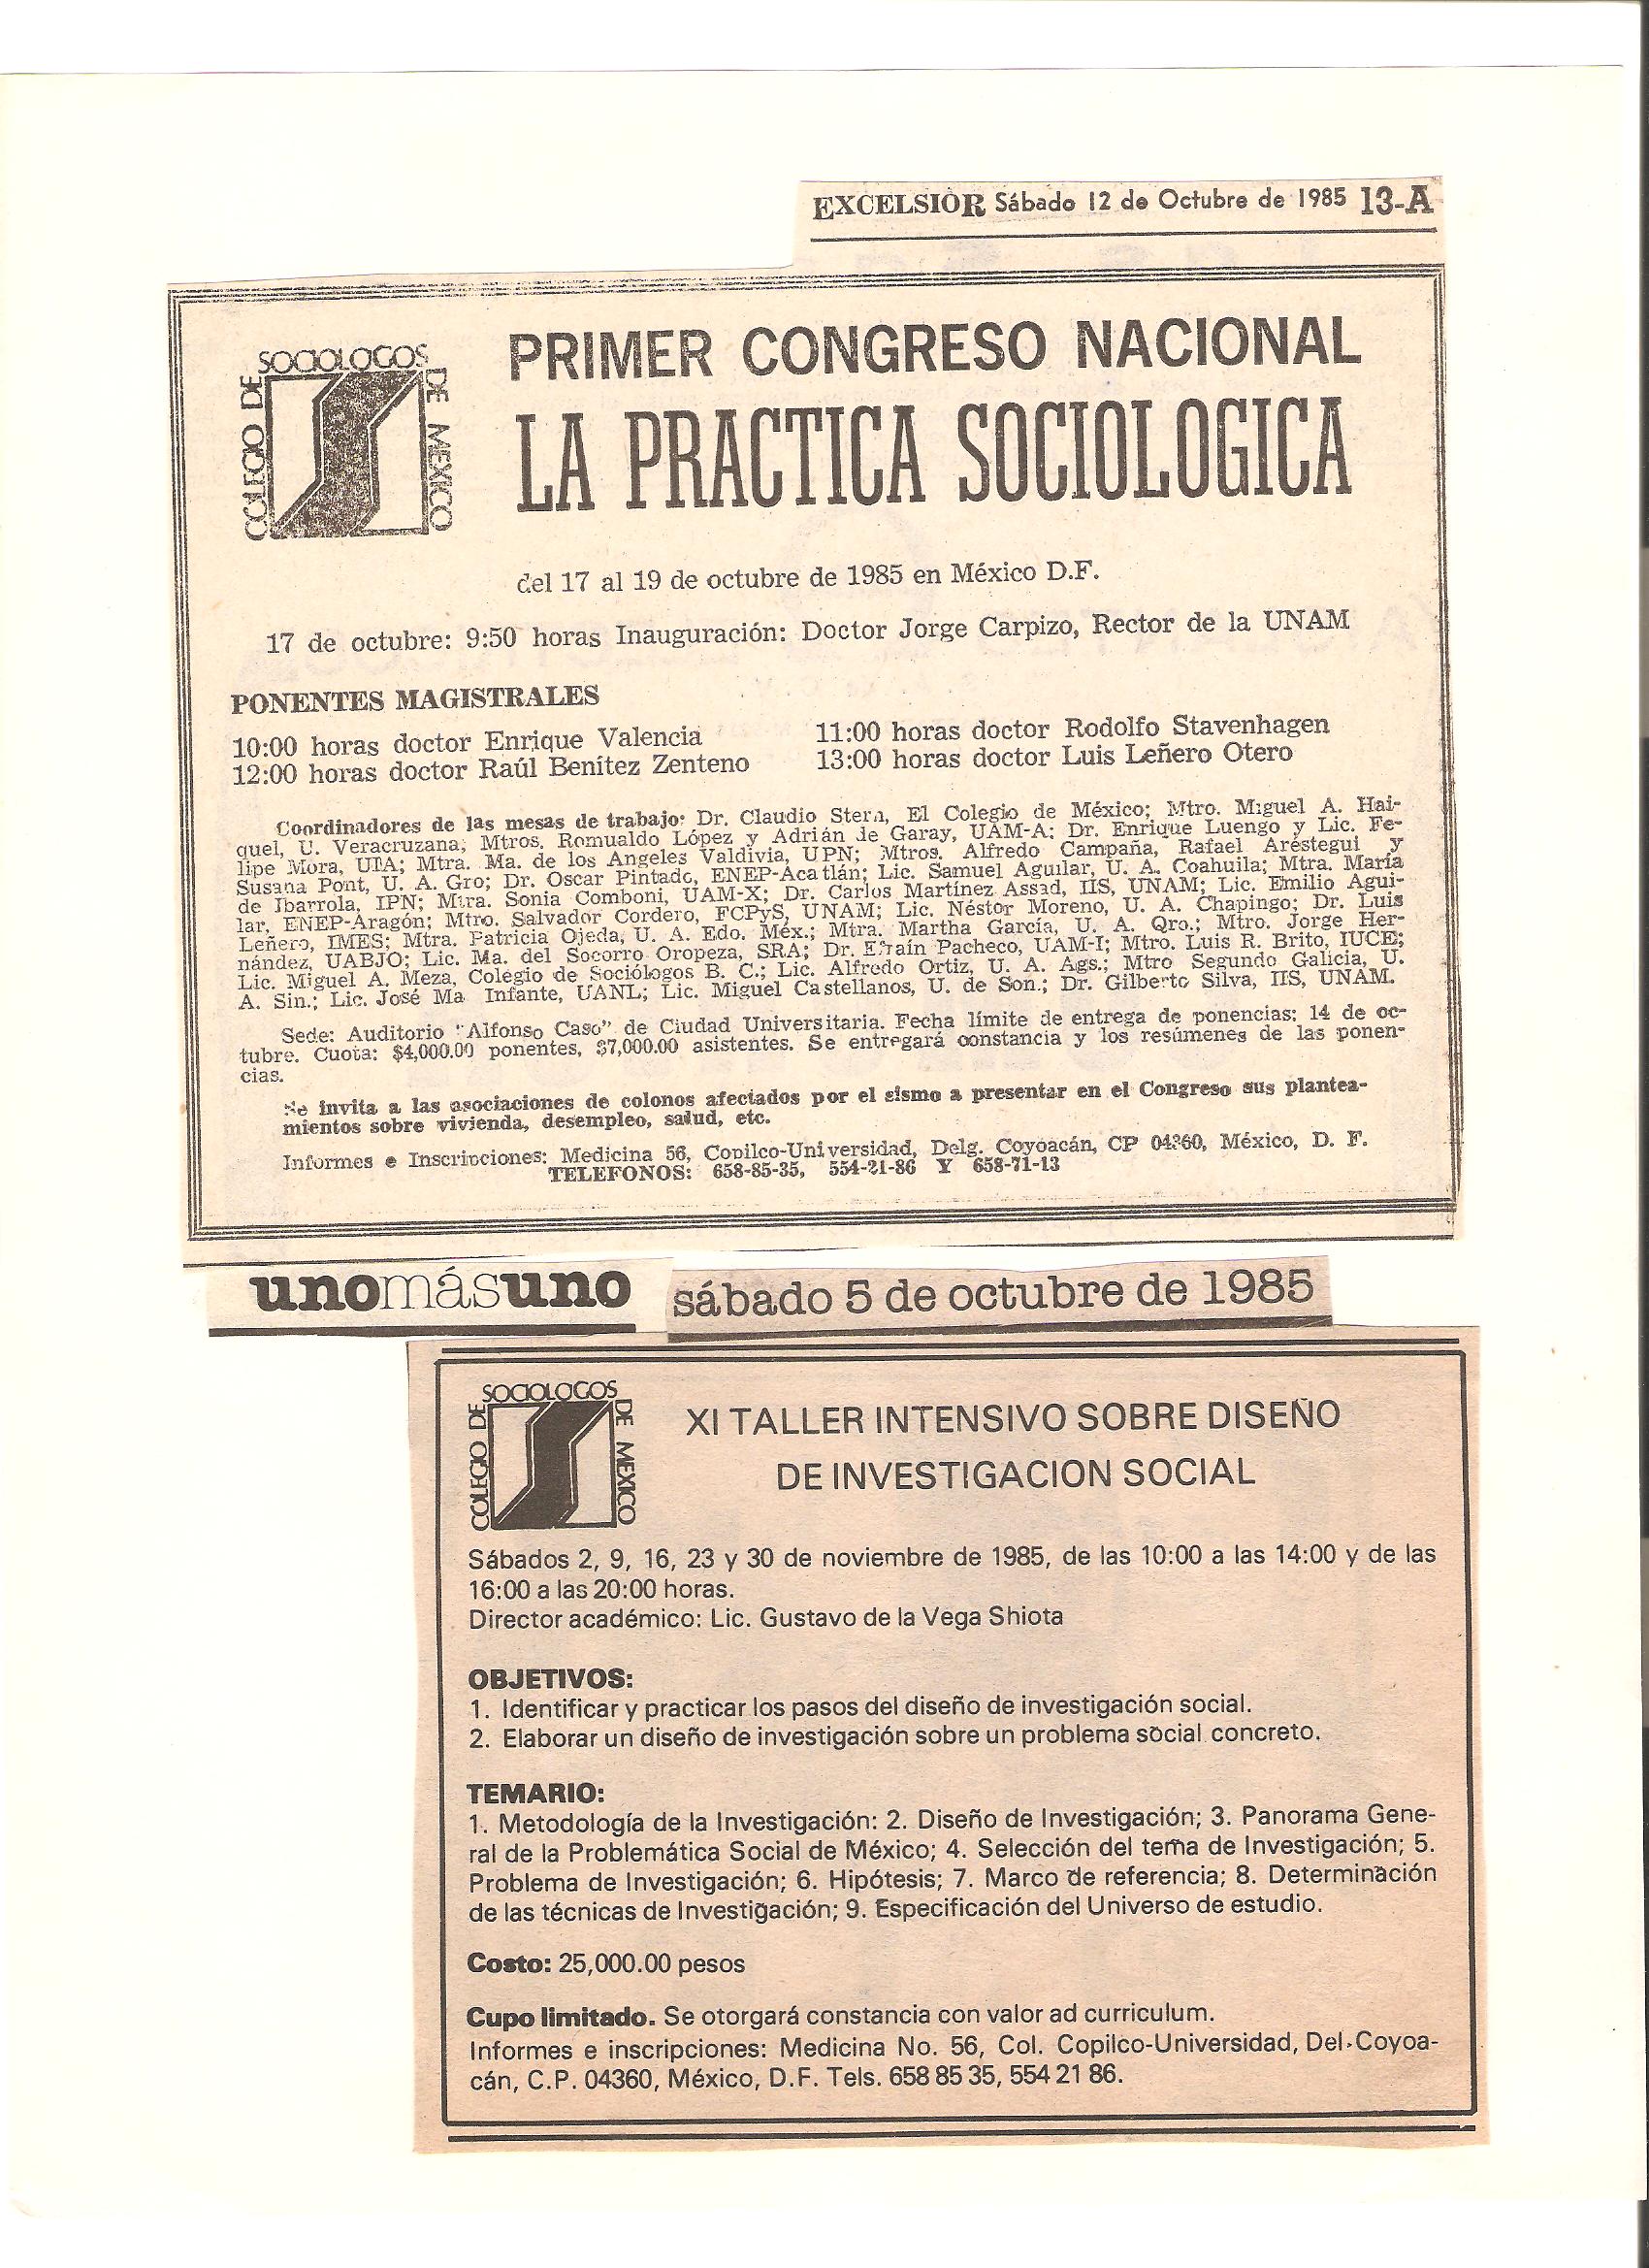 EXCELSIOR Sábado 12 de Octubre de 1985 13-A
COLEGIO DE SOCIOLOGOS DE MEXICO
PRIMER CONGRESO NACIONAL
LA PRACTICA SOCIOLOGICA
del 17 al 19 de octubre de 1985 en México D.F.
17 de octubre: 9:50 horas Inauguración: Doctor Jorge Carpizo, Rector de la UNAM
PONENTES MAGISTRALES
10:00 horas doctor Enrique Valencia
11:00 horas doctor Rodolfo Stavenhagen
12:00 horas doctor Raúl Benítez Zenteno
13:00 horas doctor Luis Leñero Otero
Coordinadores de las mesas de trabajo: Dr. Claudio Stern, El Colegio de México; Mtro. Miguel A. Hai-
quel, U. Veracruzana; Mtros. Romualdo López y Adrián de Garay, UAM-A; Dr. Enrique Luengo y Lic. Fe-
lipe Mora, UIA; Mtra. Ma. de los Angeles Valdivia, UPN; Mtros. Alfredo Campaña, Rafael Aréstegui y
Susana Pont, U. A. Gro; Dr. Oscar Pintado, ENEP-Acatlán; Lic. Samuel Aguilar, U. A. Coahuila; Mtra. María
de Ibarrola, IPN; Mtra. Sonia Comboni, UAM-X; Dr. Carlos Martínez Assad, IIS, UNAM; Lic. Emilio Agui-
lar, ENEP-Aragón; Mtro. Salvador Cordero, FCPyS, UNAM; Lic. Néstor Moreno, U. A. Chapingo; Dr. Luis
Leñero, IMES; Mtra. Patricia Ojeda, U. A. Edo. Méx.; Mtra. Martha García, U. A. Qro.; Mtro. Jorge Her-
nández, UABJO; Lic. Ma. del Socorro Oropeza, SRA; Dr. Efraín Pacheco, UAM-I; Mtro. Luis R. Brito, IUCE;
Lic. Miguel A. Meza, Colegio de Sociólogos B. C.; Lic. Alfredo Ortiz, U. A. Ags.; Mtro Segundo Galicia, U.
A. Sin.; Lic. José Ma Infante, UANL; Lic. Miguel Castellanos, U. de Son.; Dr. Gilberto Silva, IIS, UNAM.
Sede: Auditorio "Alfonso Caso" de Ciudad Universitaria. Fecha límite de entrega de ponencias: 14 de oc-
tubre. Cuota: $4,000.00 ponentes, $7,000.00 asistentes. Se entregará constancia y los resúmenes de las ponen-
cias.
Se invita a las asociaciones de colonos afectados por el sismo a presentar en el Congreso sus plantea-
mientos sobre vivienda, desempleo, salud, etc.
Informes e Inscripciones: Medicina 56, Copilco-Universidad, Delg. Coyoacán, CP 04360, México, D. F.
TELEFONOS: 658-85-35, 554-21-86 Y 658-71-13
unomásuno sábado 5 de octubre de 1985
COLEGIO DE SOCIOLOGOS DE MEXICO
XI TALLER INTENSIVO SOBRE DISEÑO
DE INVESTIGACION SOCIAL
Sábados 2, 9, 16, 23 y 30 de noviembre de 1985, de las 10:00 a las 14:00 y de las
16:00 a las 20:00 horas.
Director académico: Lic. Gustavo de la Vega Shiota
OBJETIVOS:
1. Identificar y practicar los pasos del diseño de investigación social.
2. Elaborar un diseño de investigación sobre un problema social concreto.
TEMARIO:
1. Metodología de la Investigación: 2. Diseño de Investigación; 3. Panorama Gene-
ral de la Problemática Social de México; 4. Selección del tema de Investigación; 5.
Problema de Investigación; 6. Hipótesis; 7. Marco de referencia; 8. Determinación
de las técnicas de Investigación; 9. Especificación del Universo de estudio.
Costo: 25,000.00 pesos
Cupo limitado. Se otorgará constancia con valor ad curriculum.
Informes e inscripciones: Medicina No. 56, Col. Copilco-Universidad, Del. Coyoa-
cán, C.P. 04360, México, D.F. Tels. 658 85 35, 554 21 86.